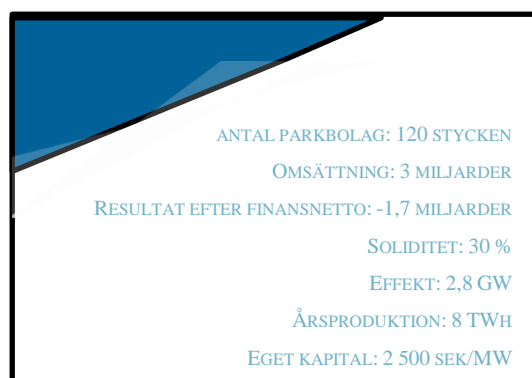 ANTAL PARKBOLAG: 120 STYCKEN
OMSÄTTNING: 3 MILJARDER
RESULTAT EFTER FINANSNETTO: -1,7 MILJARDER
SOLIDITET: 30 %
EFFEKT: 2,8 GW
ÅRSPRODUKTION: 8 TWH
EGET KAPITAL: 2 500 SEK/MW